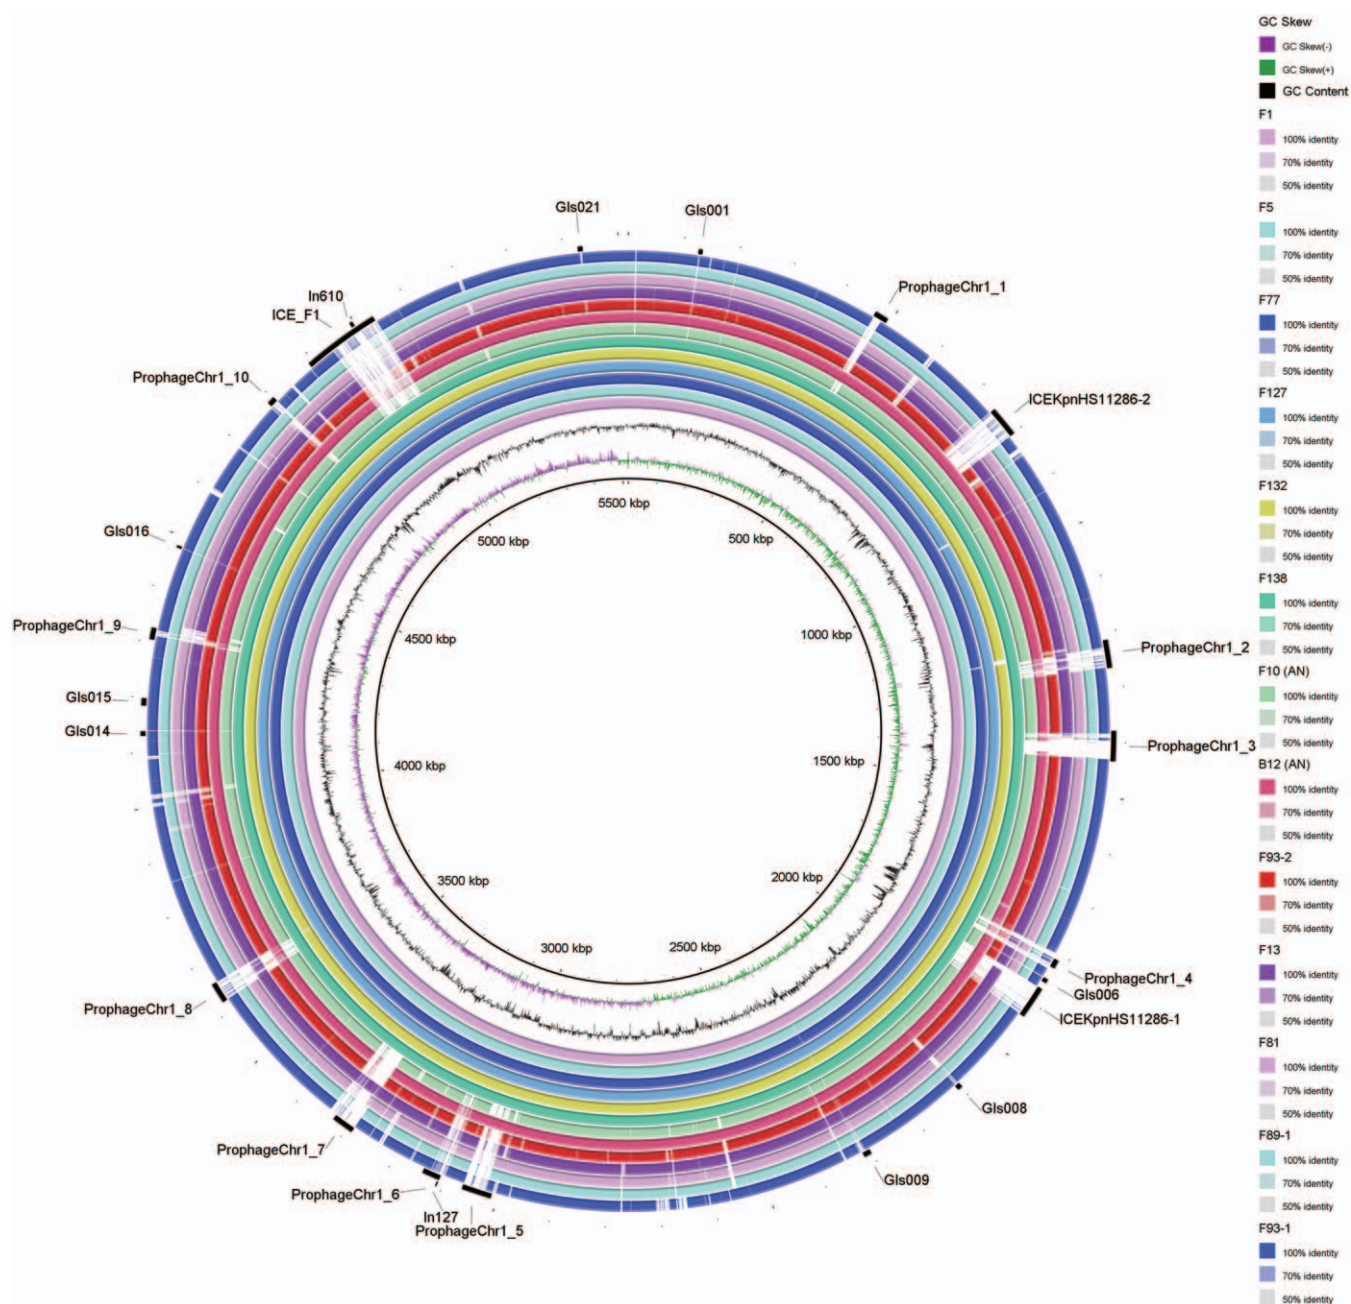 GC Skew
GC Skew(-)
GC Skew(+)
GC Content
F1
100% identity
70% identity
50% identity
F5
100% identity
70% identity
50% identity
F77
100% identity
70% identity
50% identity
F127
100% identity
70% identity
50% identity
F132
100% identity
70% identity
50% identity
F138
100% identity
70% identity
50% identity
F10 (AN)
100% identity
70% identity
50% identity
B12 (AN)
100% identity
70% identity
50% identity
F93-2
100% identity
70% identity
50% identity
F13
100% identity
70% identity
50% identity
F81
100% identity
70% identity
50% identity
F89-1
100% identity
70% identity
50% identity
F93-1
100% identity
70% identity
50% identity
GIs021
GIs001
ProphageChr1_1
In610
ICE_F1
ProphageChr1_10
ICEKpnHS11286-2
GIs016
ProphageChr1_9
ProphageChr1_2
GIs015
GIs014
ProphageChr1_3
ProphageChr1_4
GIs006
ICEKpnHS11286-1
ProphageChr1_8
GIs008
ProphageChr1_7
GIs009
ProphageChr1_6
In127
ProphageChr1_5
5500 kbp
500 kbp
1000 kbp
1500 kbp
2000 kbp
2500 kbp
3000 kbp
3500 kbp
4000 kbp
4500 kbp
5000 kbp